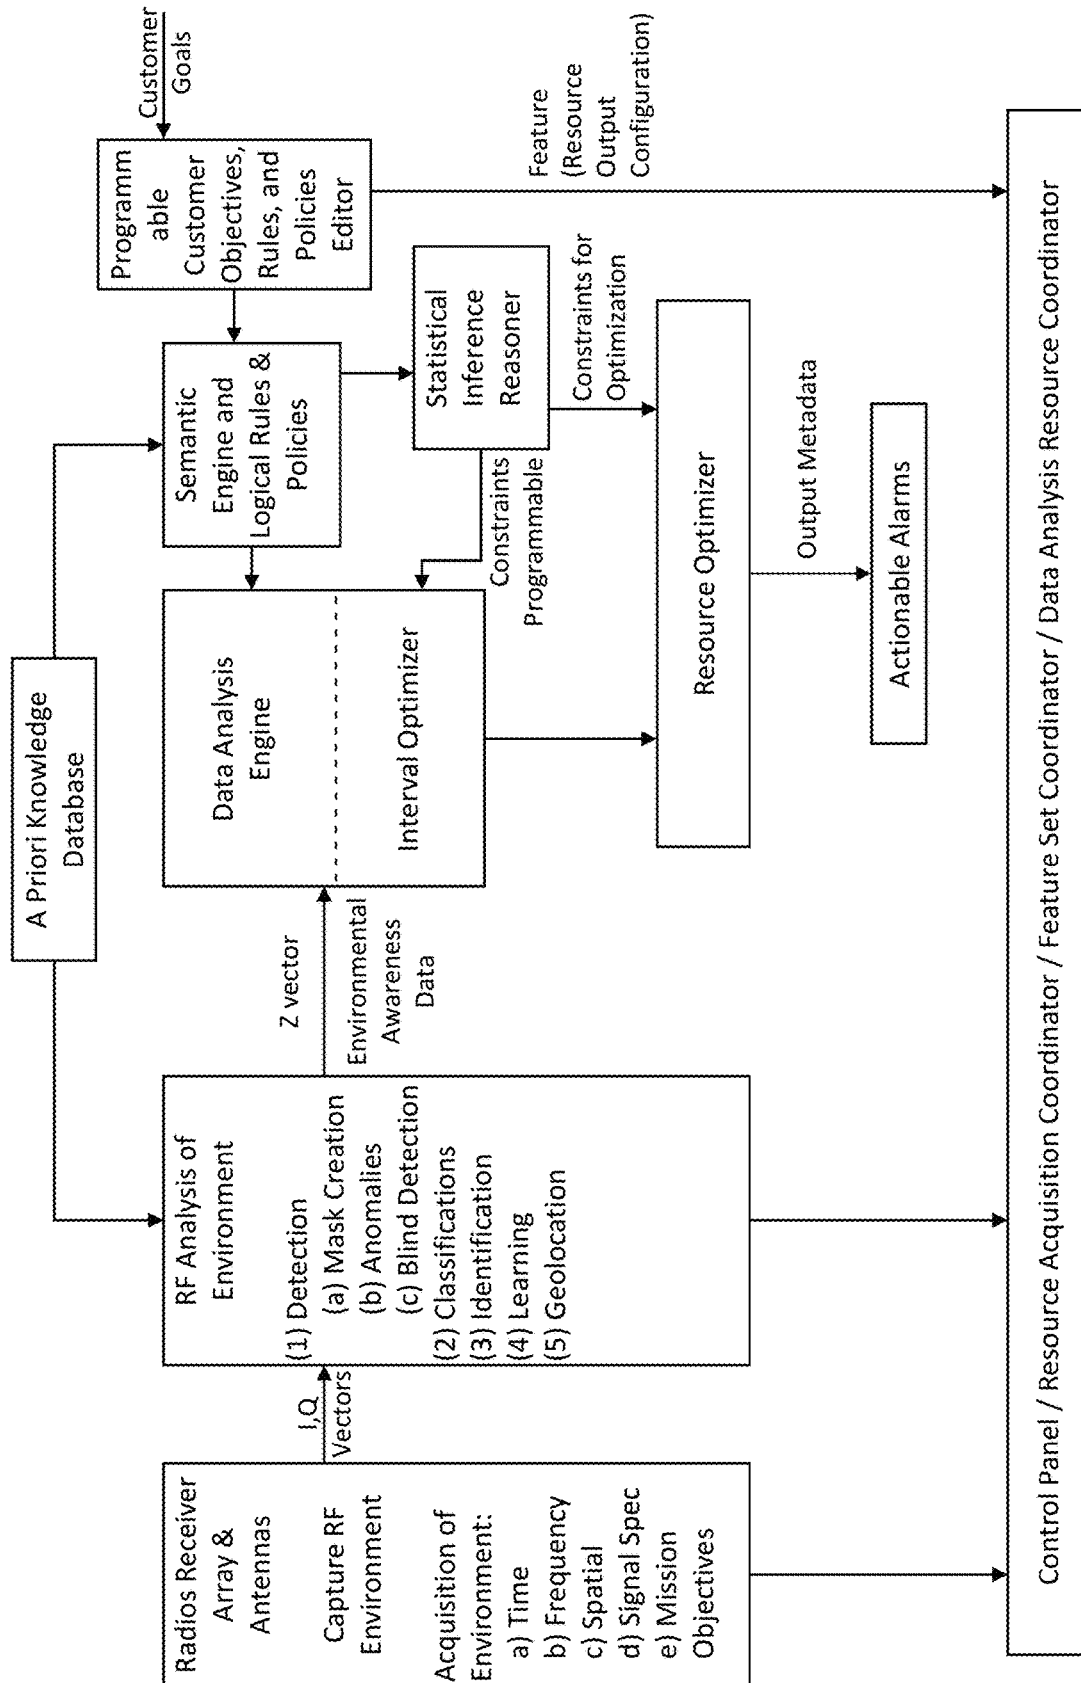 A Priori Knowledge
Database
Radios Receiver
Array &
Antennas
Capture RF
Environment
Acquisition of
Environment:
a) Time
b) Frequency
c) Spatial
d) Signal Spec
e) Mission
Objectives
I,Q
Vectors
RF Analysis of
Environment
(1) Detection
(a) Mask Creation
(b) Anomalies
(c) Blind Detection
(2) Classifications
(3) Identification
(4) Learning
(5) Geolocation
Z vector
Environmental
Awareness
Data
Data Analysis
Engine
Interval Optimizer
Semantic
Engine and
Logical Rules &
Policies
Programm
able
Customer
Objectives,
Rules, and
Policies
Editor
Customer
Goals
Statistical
Inference
Reasoner
Constraints
Programmable
Constraints for
Optimization
Feature
(Resource
Output
Configuration)
Resource Optimizer
Output Metadata
Actionable Alarms
Control Panel / Resource Acquisition Coordinator / Feature Set Coordinator / Data Analysis Resource Coordinator